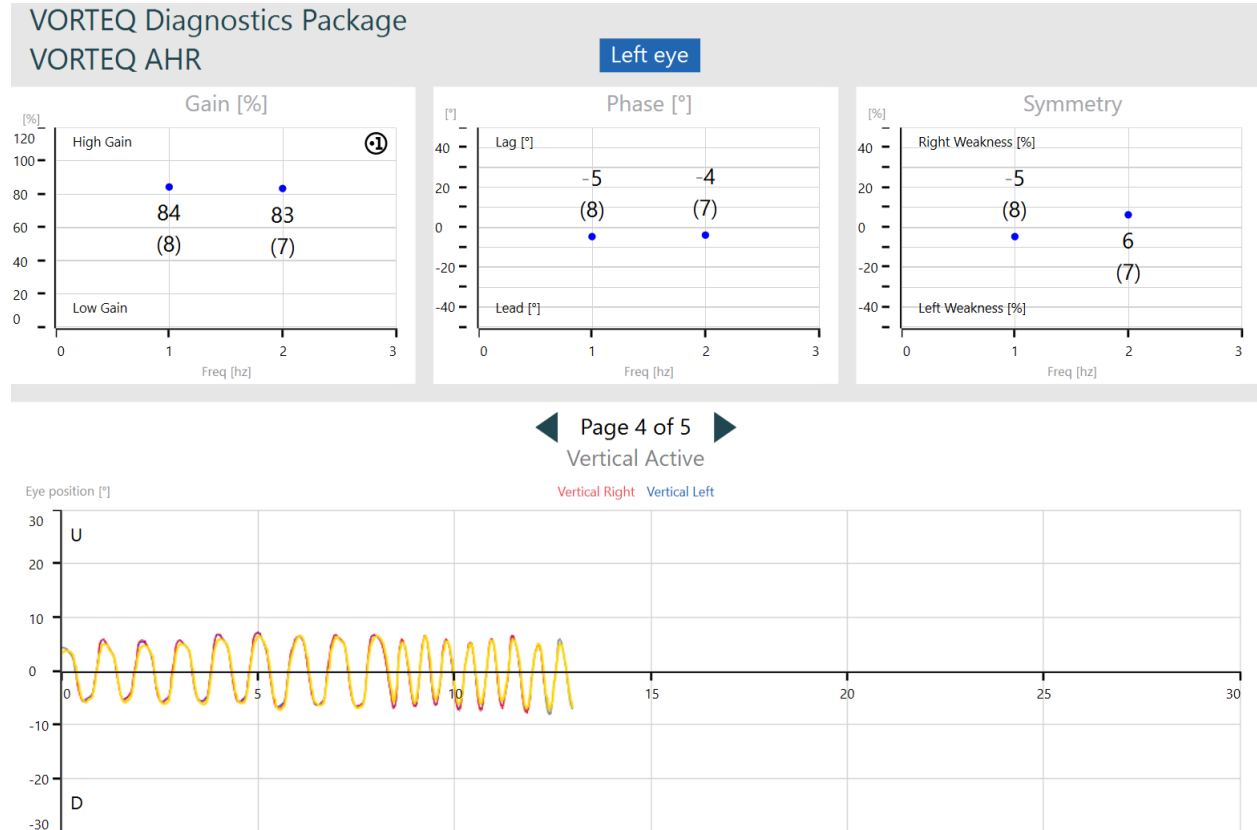 VORTEQ Diagnostics Package
VORTEQ AHR
Left eye
Gain [%]
[%]
120
100
80
60
40
20
0
High Gain
1
84
(8)
83
(7)
Low Gain
0 1 2 3
Freq [hz]
Phase [°]
[°]
40
20
0
-20
-40
Lag [°]
-5
(8)
-4
(7)
Lead [°]
0 1 2 3
Freq [hz]
Symmetry
[%]
40
20
0
-20
-40
Right Weakness [%]
-5
(8)
6
(7)
Left Weakness [%]
0 1 2 3
Freq [hz]
Page 4 of 5
Vertical Active
Eye position [°]
Vertical Right Vertical Left
30
U
20
10
0
0 5 10 15 20 25 30
-10
-20
D
-30